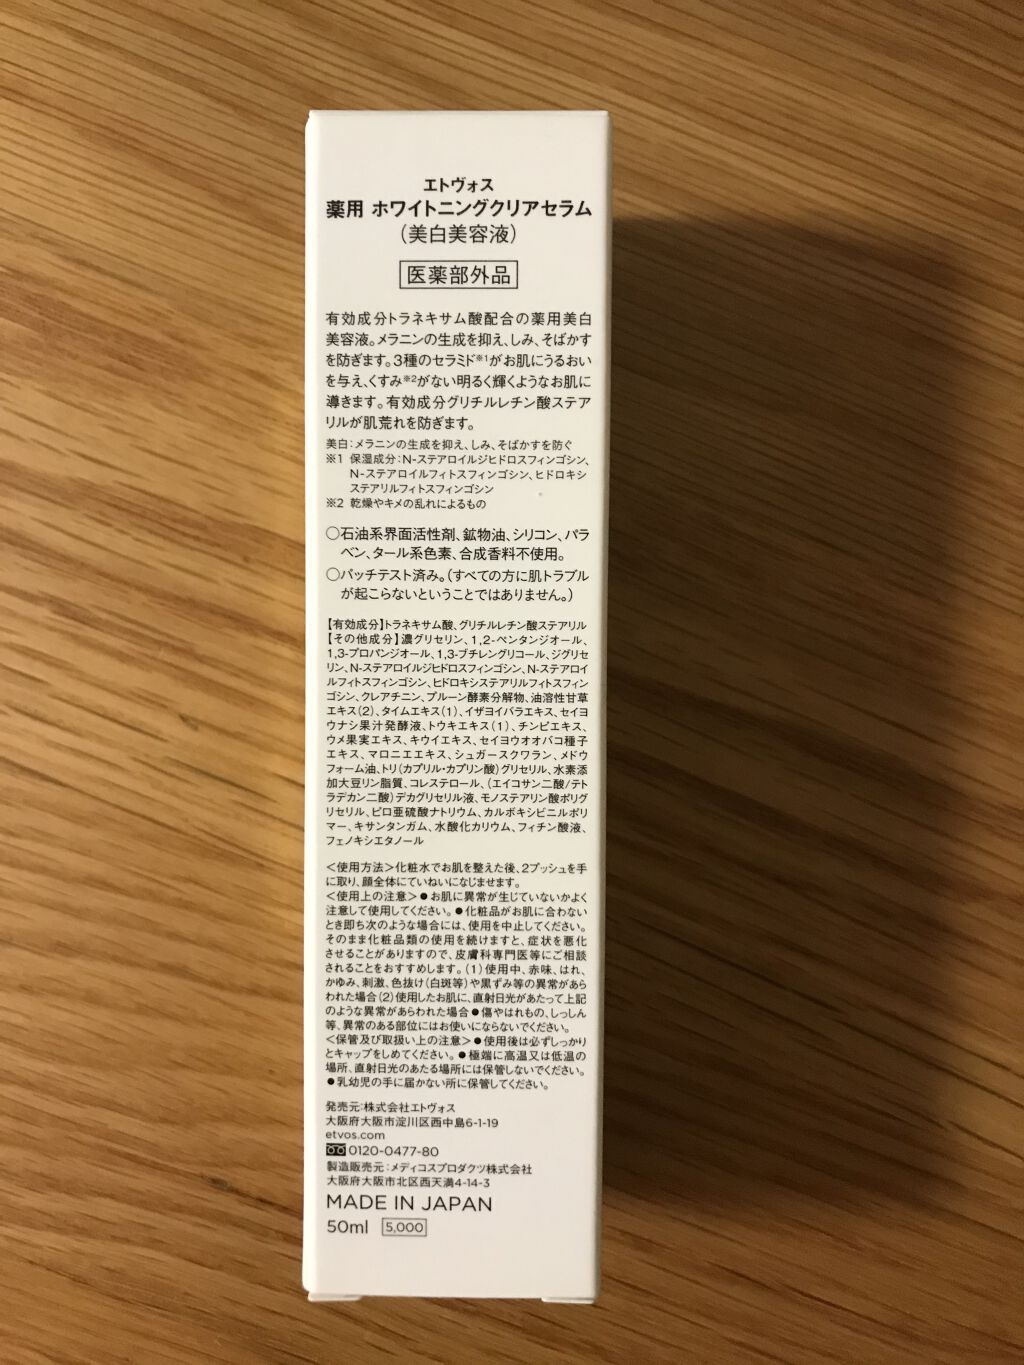 エトヴォス
薬用 ホワイトニングクリアセラム
（美白美容液）
医薬部外品
有効成分トラネキサム酸配合の薬用美白
美容液。メラニンの生成を抑え、しみ、そばかす
を防ぎます。3種のセラミド※1がお肌にうるおい
を与え、くすみ※2がない明るく輝くようなお肌に
導きます。有効成分グリチルレチン酸ステア
リルが肌荒れを防ぎます。
美白：メラニンの生成を抑え、しみ、そばかすを防ぐ
※1 保湿成分：N-ステアロイルジヒドロスフィンゴシン、
N-ステアロイルフィトスフィンゴシン、ヒドロキシ
ステアリルフィトスフィンゴシン
※2 乾燥やキメの乱れによるもの
○石油系界面活性剤、鉱物油、シリコン、パラ
ベン、タール系色素、合成香料不使用。
○パッチテスト済み。（すべての方に肌トラブル
が起こらないということではありません。）
【有効成分】トラネキサム酸、グリチルレチン酸ステアリル
【その他成分】濃グリセリン、1,2-ペンタンジオール、
1,3-プロパンジオール、1,3-ブチレングリコール、ジグリセ
リン、N-ステアロイルジヒドロスフィンゴシン、N-ステアロイ
ルフィトスフィンゴシン、ヒドロキシステアリルフィトスフィン
ゴシン、クレアチニン、プルーン酵素分解物、油溶性甘草
エキス（2）、タイムエキス（1）、イザヨイバラエキス、セイヨ
ウナシ果汁発酵液、トウキエキス（1）、チンピエキス、
ウメ果実エキス、キウイエキス、セイヨウオオバコ種子
エキス、マロニエエキス、シュガースクワラン、メドウ
フォーム油、トリ（カプリル・カプリン酸）グリセリル、水素添
加大豆リン脂質、コレステロール、（エイコサン二酸/テト
ラデカン二酸）デカグリセリル液、モノステアリン酸ポリグ
リセリル、ピロ亜硫酸ナトリウム、カルボキシビニルポリ
マー、キサンタンガム、水酸化カリウム、フィチン酸液、
フェノキシエタノール
＜使用方法＞化粧水でお肌を整えた後、2プッシュを手
に取り、顔全体にていねいになじませます。
＜使用上の注意＞●お肌に異常が生じていないかよく
注意して使用してください。●化粧品がお肌に合わない
とき即ち次のような場合には、使用を中止してください。
そのまま化粧品類の使用を続けますと、症状を悪化
させることがありますので、皮膚科専門医等にご相談
されることをおすすめします。（1）使用中、赤味、はれ、
かゆみ、刺激、色抜け（白斑等）や黒ずみ等の異常があら
われた場合（2）使用したお肌に、直射日光があたって上記
のような異常があらわれた場合●傷やはれもの、しっしん
等、異常のある部位にはお使いにならないでください。
＜保管及び取扱い上の注意＞●使用後は必ずしっかり
とキャップをしめてください。●極端に高温又は低温の
場所、直射日光のあたる場所には保管しないでください。
●乳幼児の手に届かない所に保管してください。
発売元：株式会社エトヴォス
大阪府大阪市淀川区西中島6-1-19
etvos.com
0120-0477-80
製造販売元：メディコスプロダクツ株式会社
大阪府大阪市北区西天満4-14-3
MADE IN JAPAN
50ml 5,000